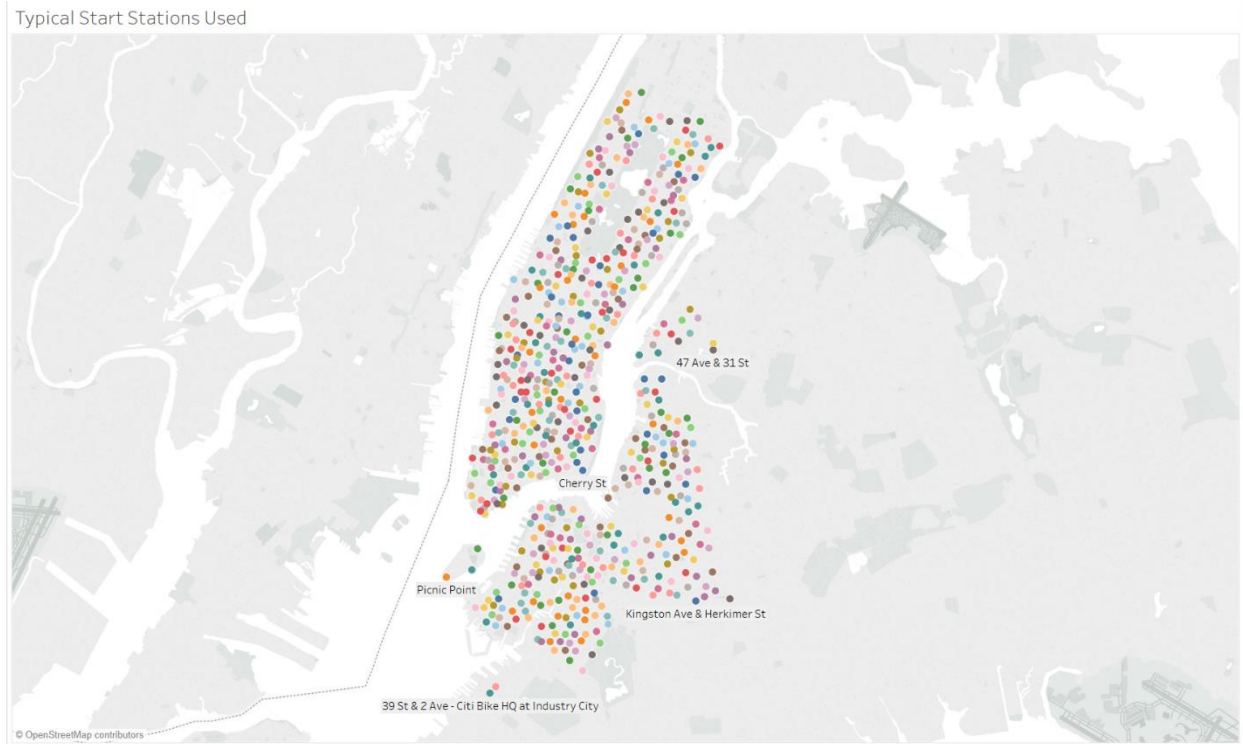 Typical Start Stations Used
47 Ave & 31 St
Cherry St
Picnic Point
Kingston Ave & Herkimer St
39 St & 2 Ave - Citi Bike HQ at Industry City
© OpenStreetMap contributors